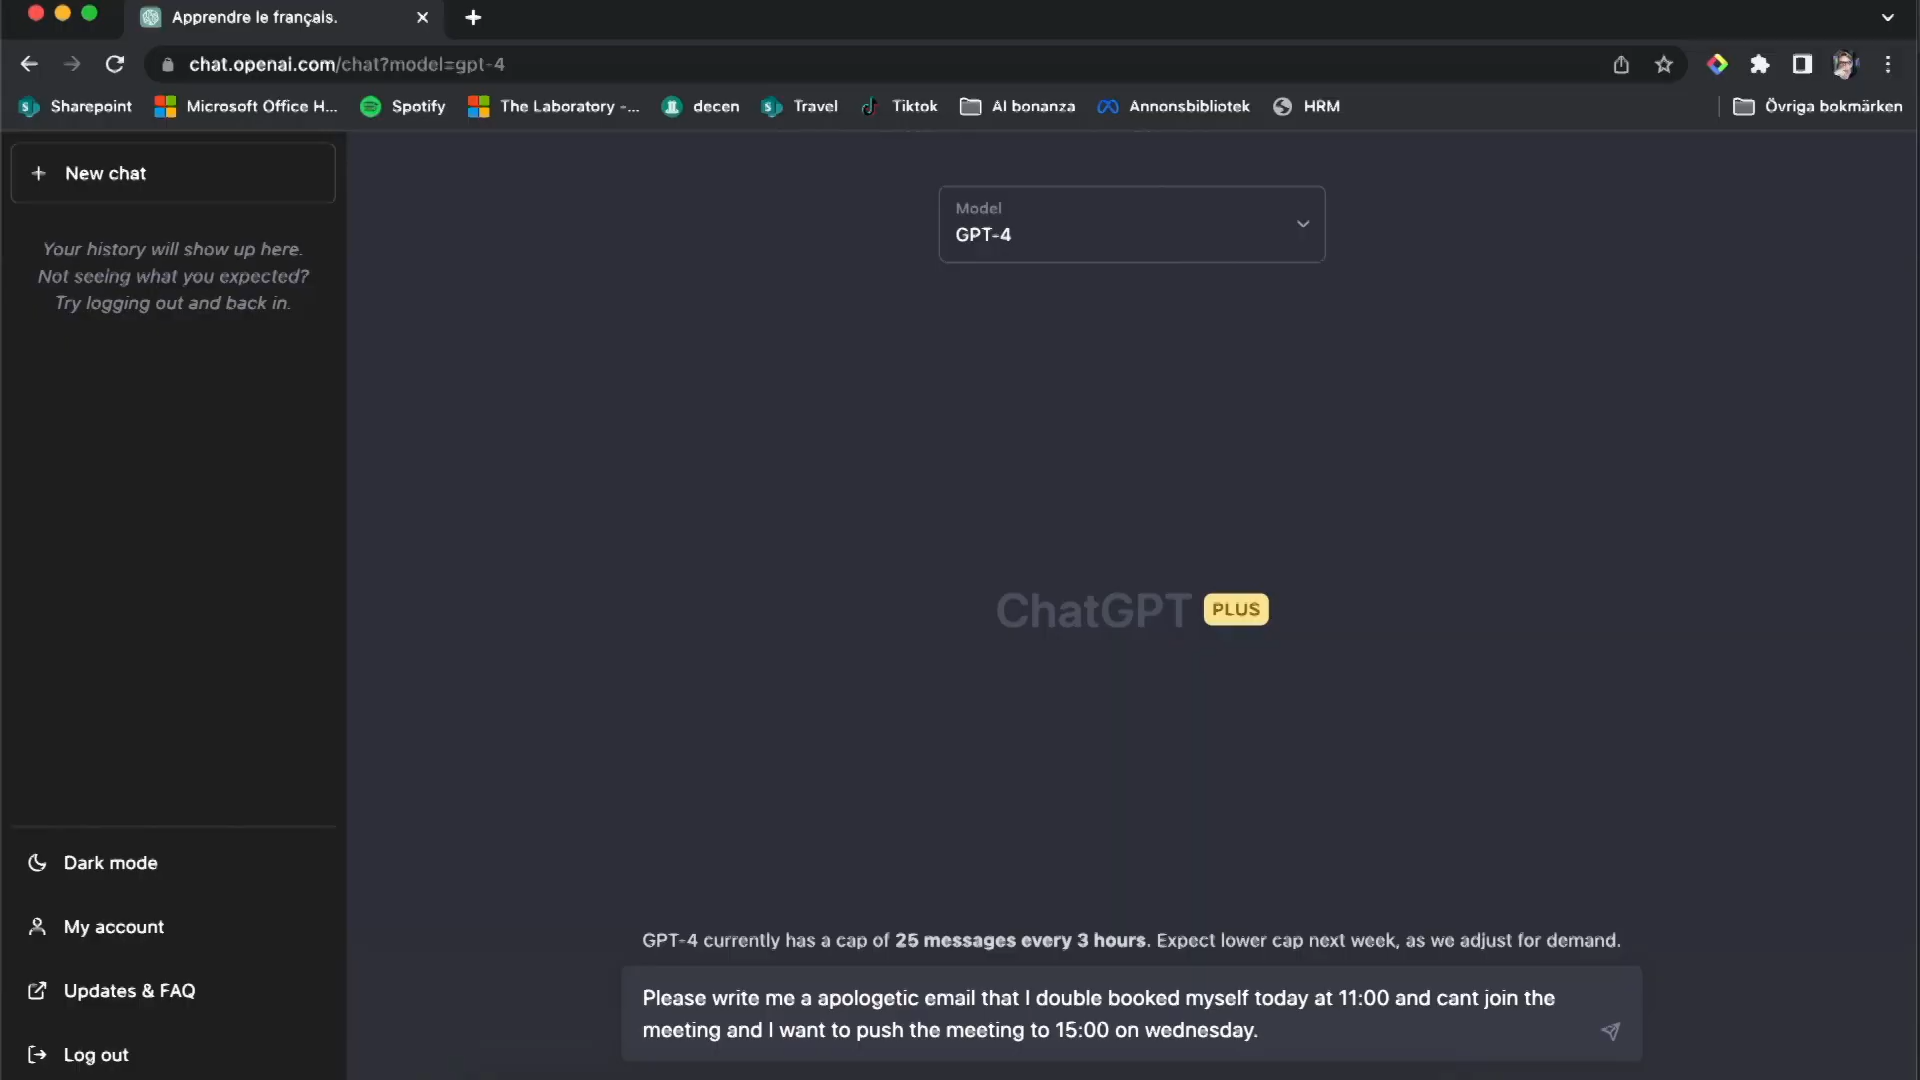 Apprendre le français.
chat.openai.com/chat?model=gpt-4
Sharepoint
Microsoft Office H...
Spotify
The Laboratory -...
decen
Travel
Tiktok
AI bonanza
Annonsbibliotek
HRM
Övriga bokmärken
New chat
Your history will show up here.
Not seeing what you expected?
Try logging out and back in.
Model
GPT-4
ChatGPT PLUS
Dark mode
My account
Updates & FAQ
Log out
GPT-4 currently has a cap of 25 messages every 3 hours. Expect lower cap next week, as we adjust for demand.
Please write me a apologetic email that I double booked myself today at 11:00 and cant join the
meeting and I want to push the meeting to 15:00 on wednesday.